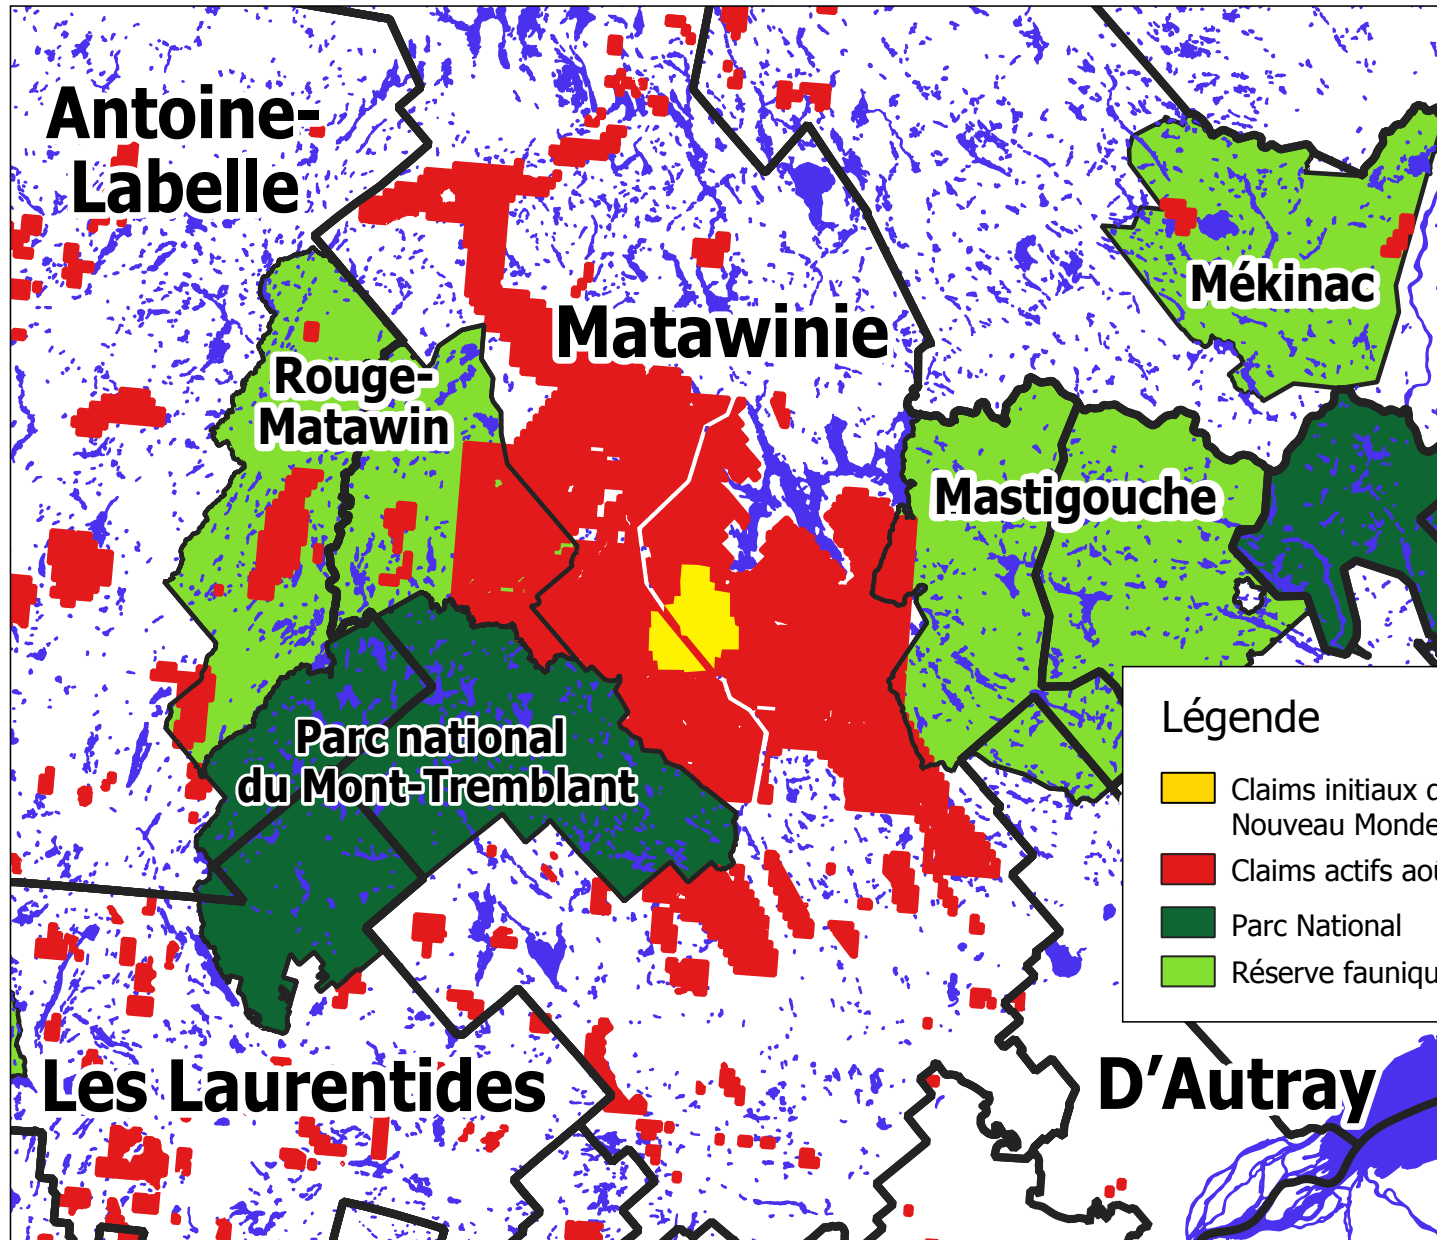 Antoine-
Labelle
Matawinie
Mékinac
Rouge-
Matawin
Mastigouche
Parc national
du Mont-Tremblant
Légende
Claims initiaux
Nouveau Monde
Claims actifs
Parc National
Réserve fauniqu
Les Laurentides
D'Autray